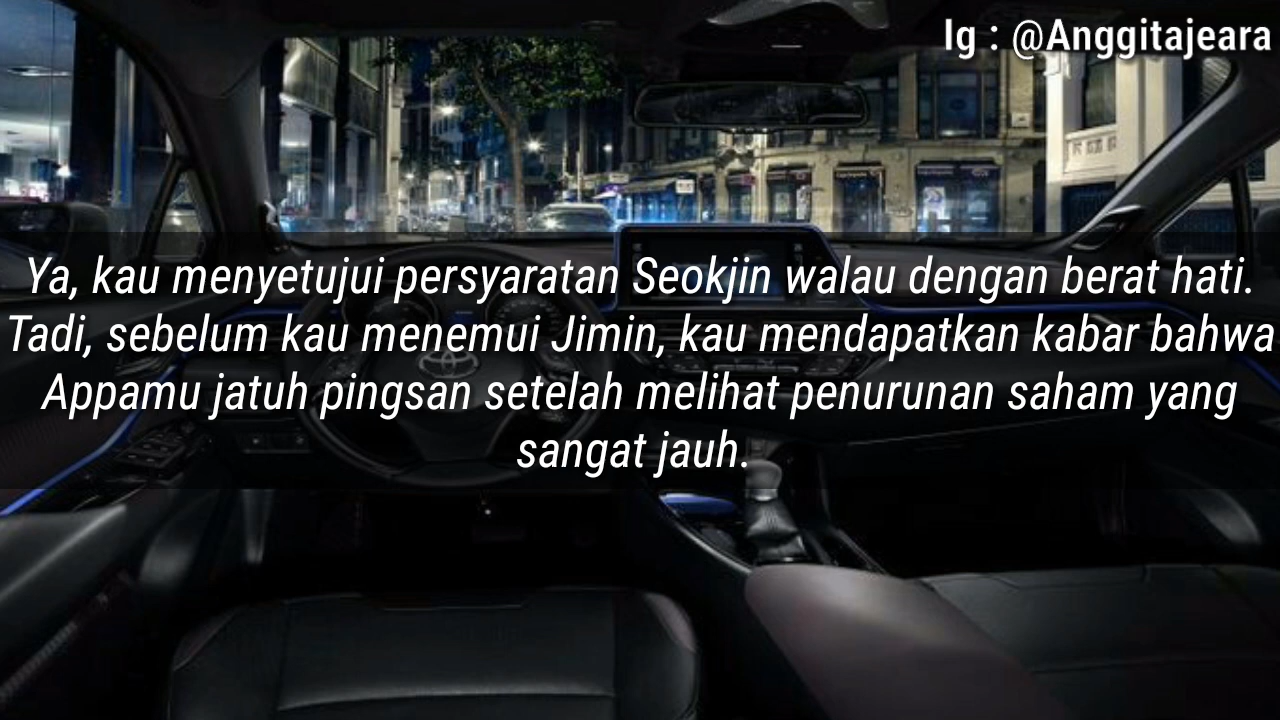 Ig : @Anggitajeara
Ya, kau menyetujui persyaratan Seokjin walau dengan berat hati.
Tadi, sebelum kau menemui Jimin, kau mendapatkan kabar bahwa
Appamu jatuh pingsan setelah melihat penurunan saham yang
sangat jauh.